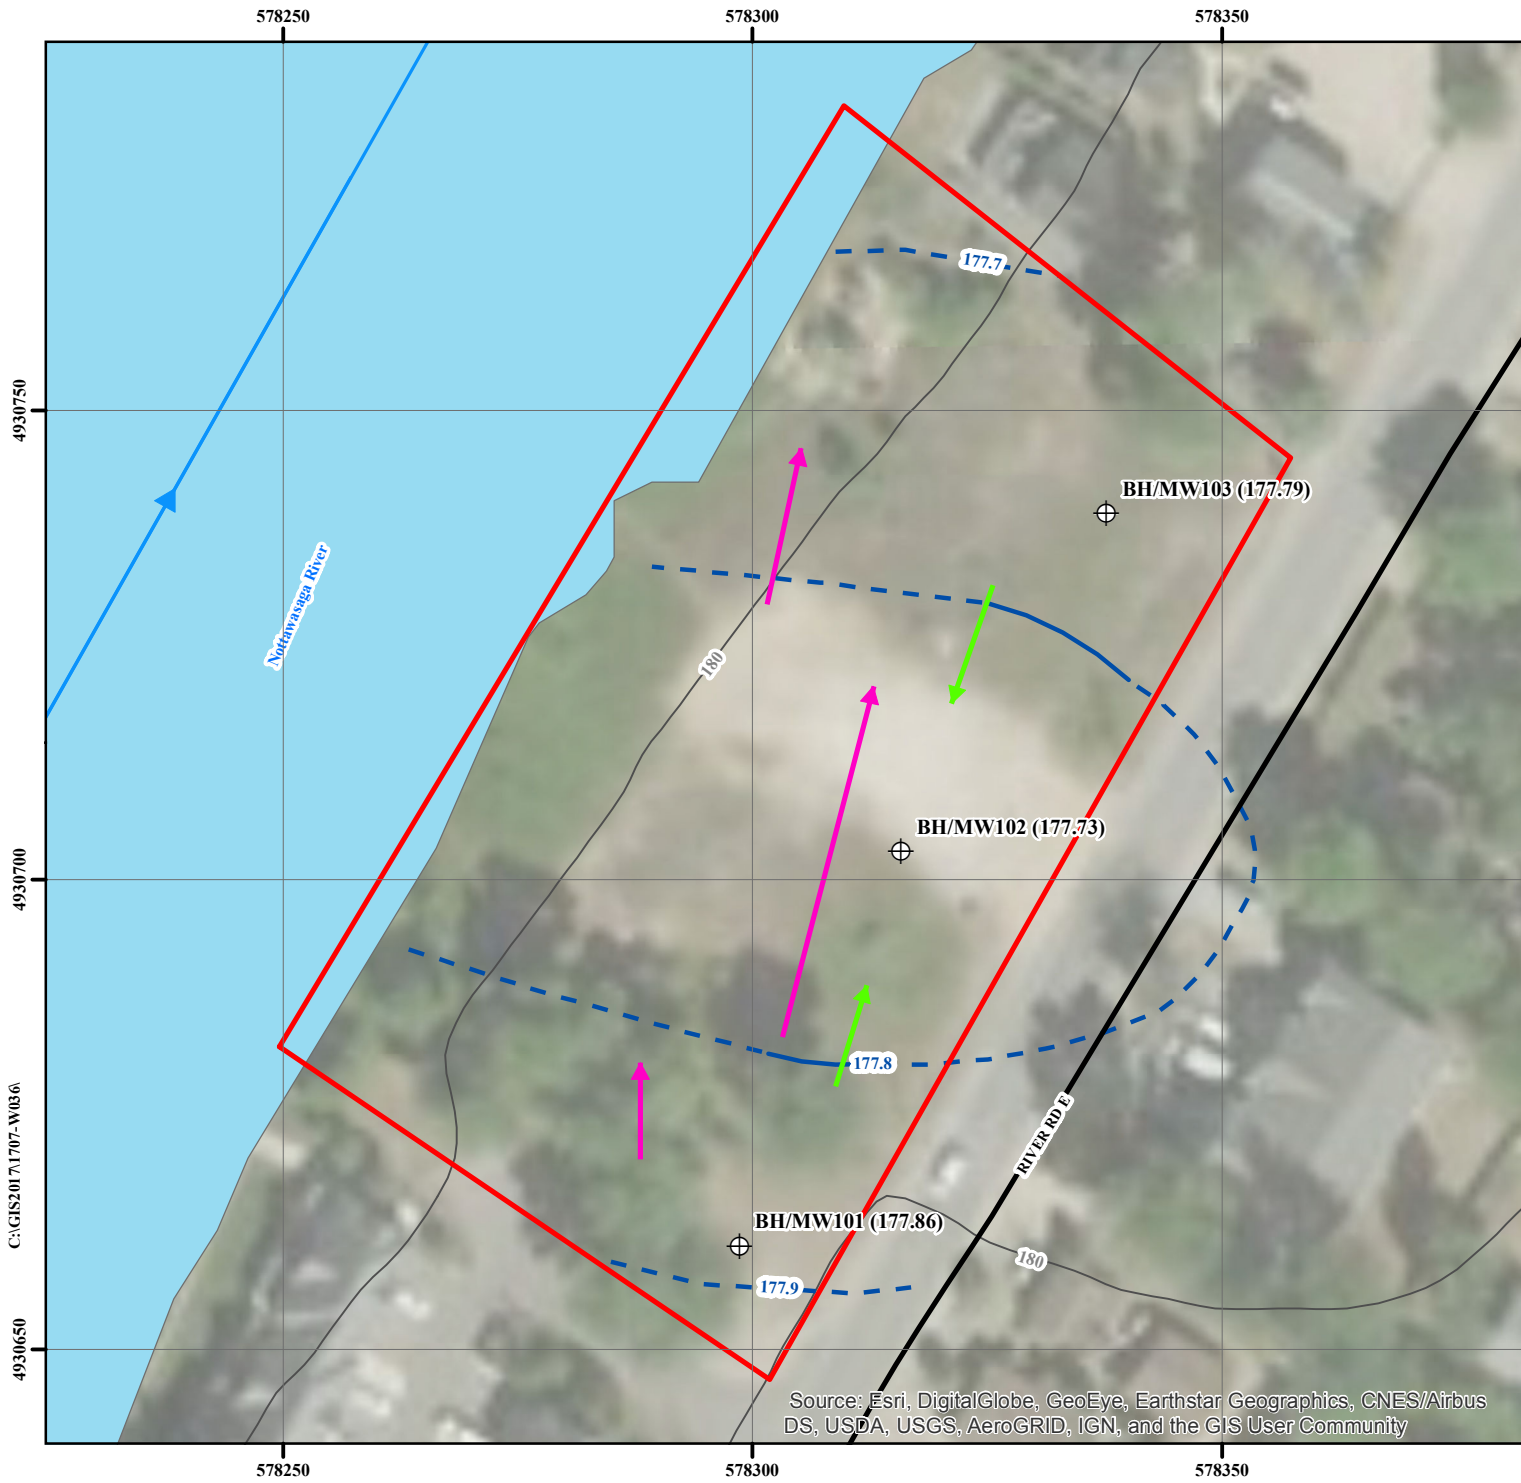 578250
578300
578350
177.7
4930750
BH/MW103 (177.79)
Nottawasaga River
180
BH/MW102 (177.73)
4930700
177.8
C:\GIS2017\1707-W036\
RIVER RD E
BH/MW101 (177.86)
180
177.9
4930650
Source: Esri, DigitalGlobe, GeoEye, Earthstar Geographics, CNES/Airbus
DS, USDA, USGS, AeroGRID, IGN, and the GIS User Community
578250
578300
578350